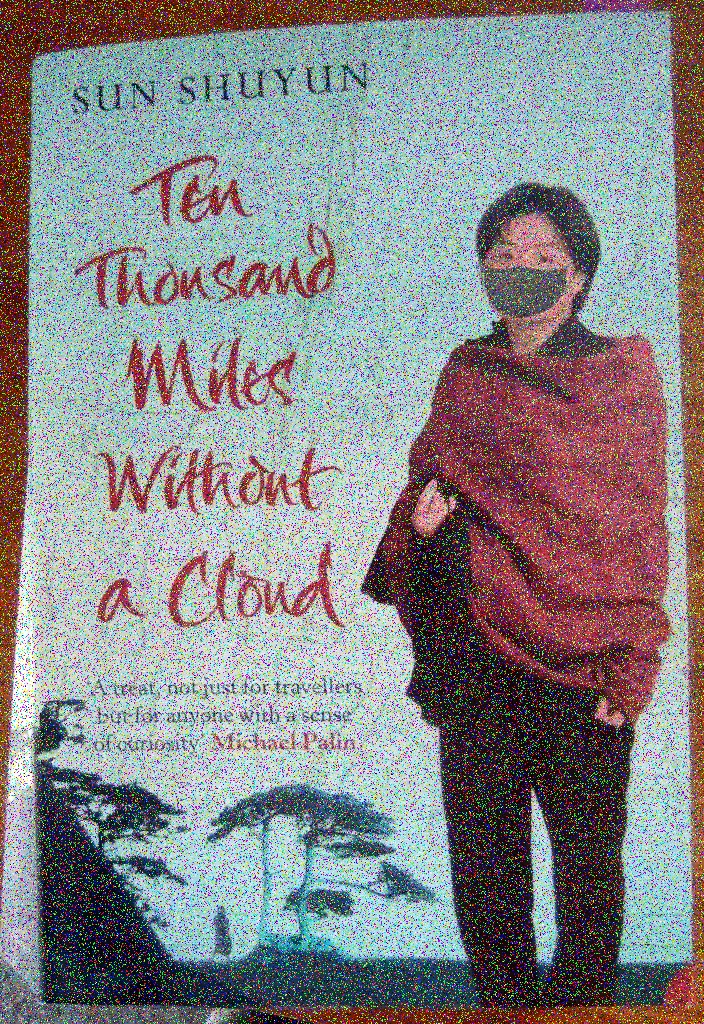 SUN SHUYUN
Ten
Thousand
Miles
Without
a Cloud
A treat, not just for travellers
but for anyone with a sense
of curiosity Michael Palin